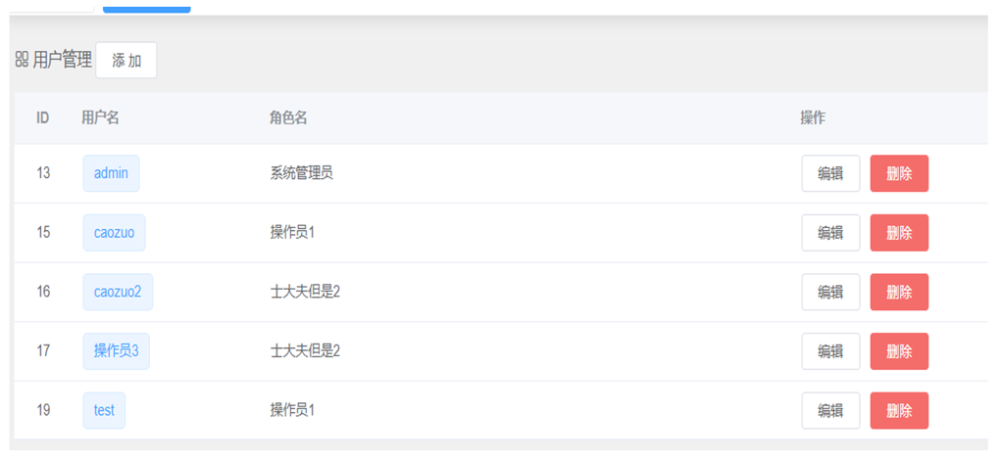 用户管理 添 加
ID 用户名 角色名 操作
13 admin 系统管理员 编辑 删除
15 caozuo 操作员1 编辑 删除
16 caozuo2 士大夫但是2 编辑 删除
17 操作员3 士大夫但是2 编辑 删除
19 test 操作员1 编辑 删除